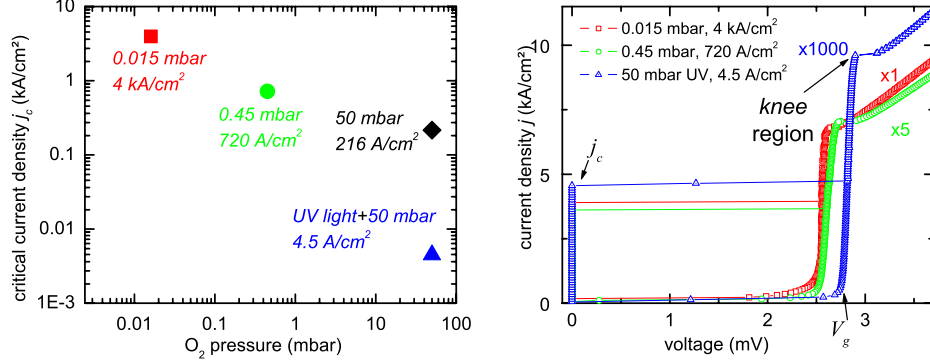 critical current density j_c (kA/cm²)
10
1
0.1
0.01
1E-3
0.015 mbar
4 kA/cm²
0.45 mbar
720 A/cm²
50 mbar
216 A/cm²
UV light+50 mbar
4.5 A/cm²
0.01
0.1
1
10
100
O₂ pressure (mbar)
current density j (kA/cm²)
10
5
0
0.015 mbar, 4 kA/cm²
0.45 mbar, 720 A/cm²
50 mbar UV, 4.5 A/cm²
x1000
x1
x5
knee
region
j_c
0
1
2
3
V_g
voltage (mV)